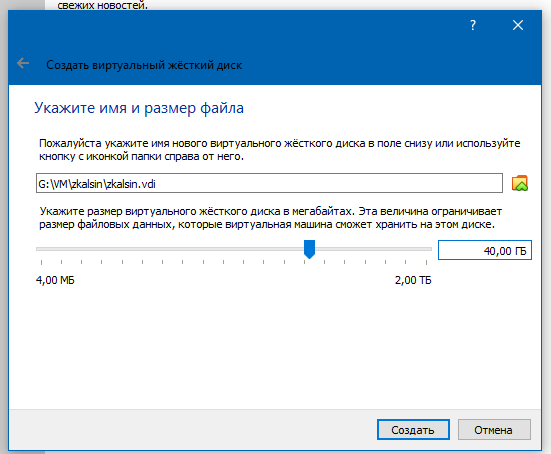 свежих новостей.
?
Создать виртуальный жёсткий диск
Укажите имя и размер файла
Пожалуйста укажите имя нового виртуального жёсткого диска в поле снизу или используйте
кнопку с иконкой папки справа от него.
G:\VM\zkalsin\zkalsin.vdi
Укажите размер виртуального жёсткого диска в мегабайтах. Эта величина ограничивает
размер файловых данных, которые виртуальная машина сможет хранить на этом диске.
40,00 ГБ
4,00 МБ 2,00 ТБ
Создать Отмена